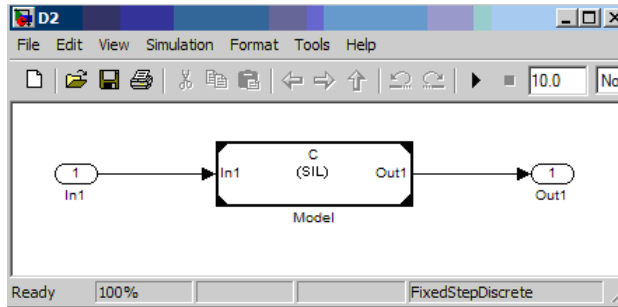 D2
File Edit View Simulation Format Tools Help
10.0 No
1 In1 C (SIL) Out1 1
In1 Model Out1
Ready 100% FixedStepDiscrete